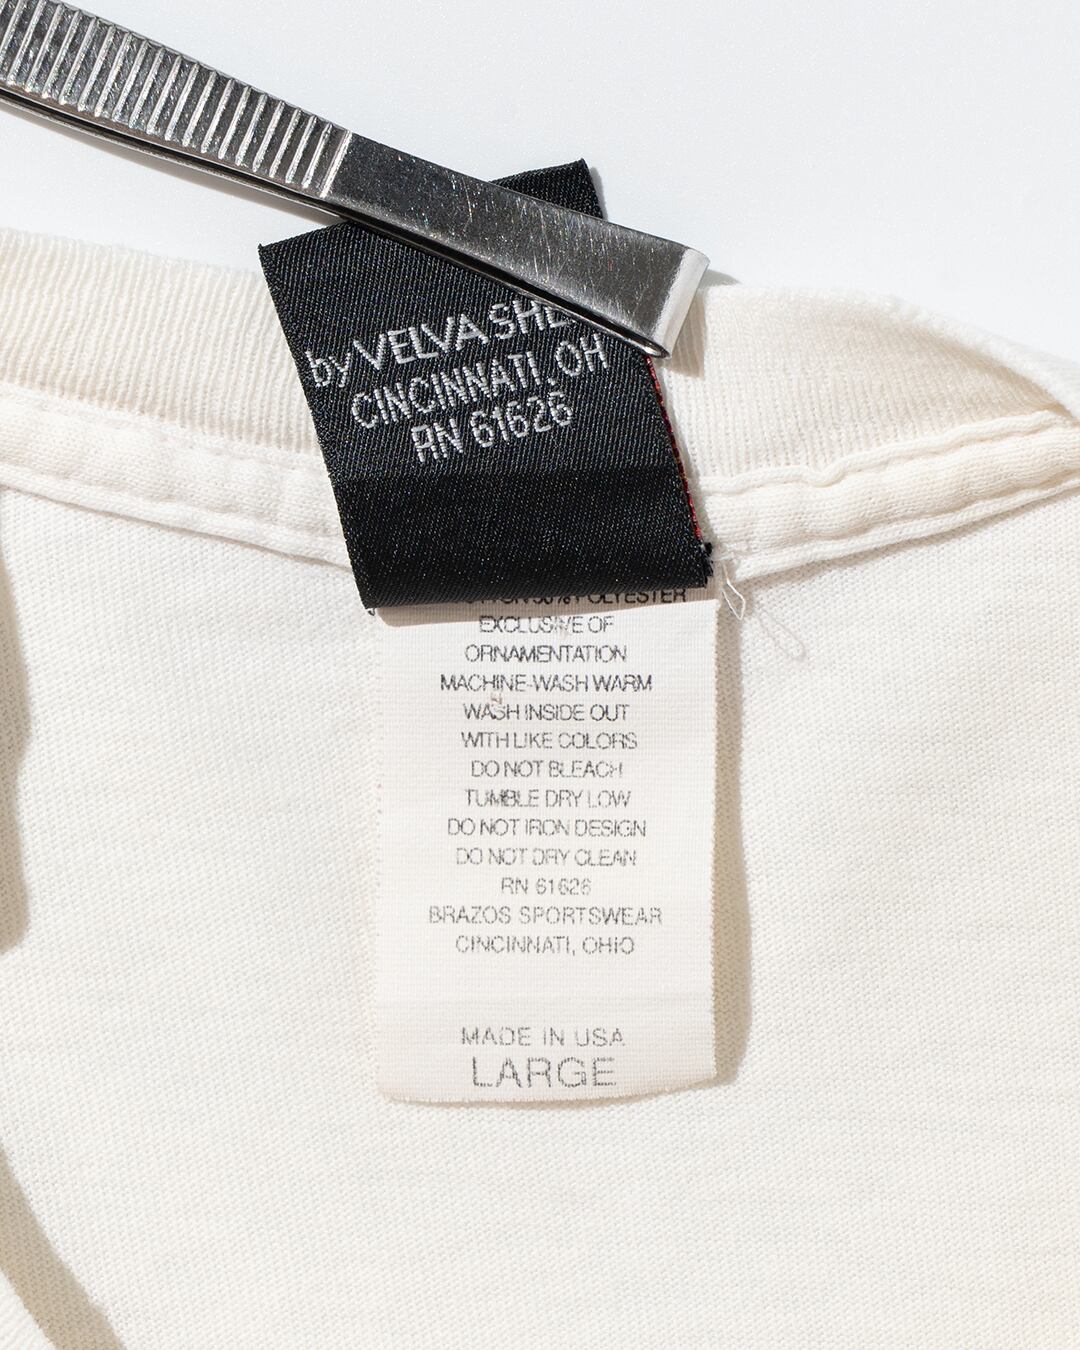 by VELVA
CINCINNATI, OH
RN 61626
50% POLYESTER
EXCLUSIVE OF
ORNAMENTATION
MACHINE-WASH WARM
WASH INSIDE OUT
WITH LIKE COLORS
DO NOT BLEACH
TUMBLE DRY LOW
DO NOT IRON DESIGN
DO NOT DRY CLEAN
RN 61626
BRAZOS SPORTSWEAR
CINCINNATI, OHIO
MADE IN USA
LARGE